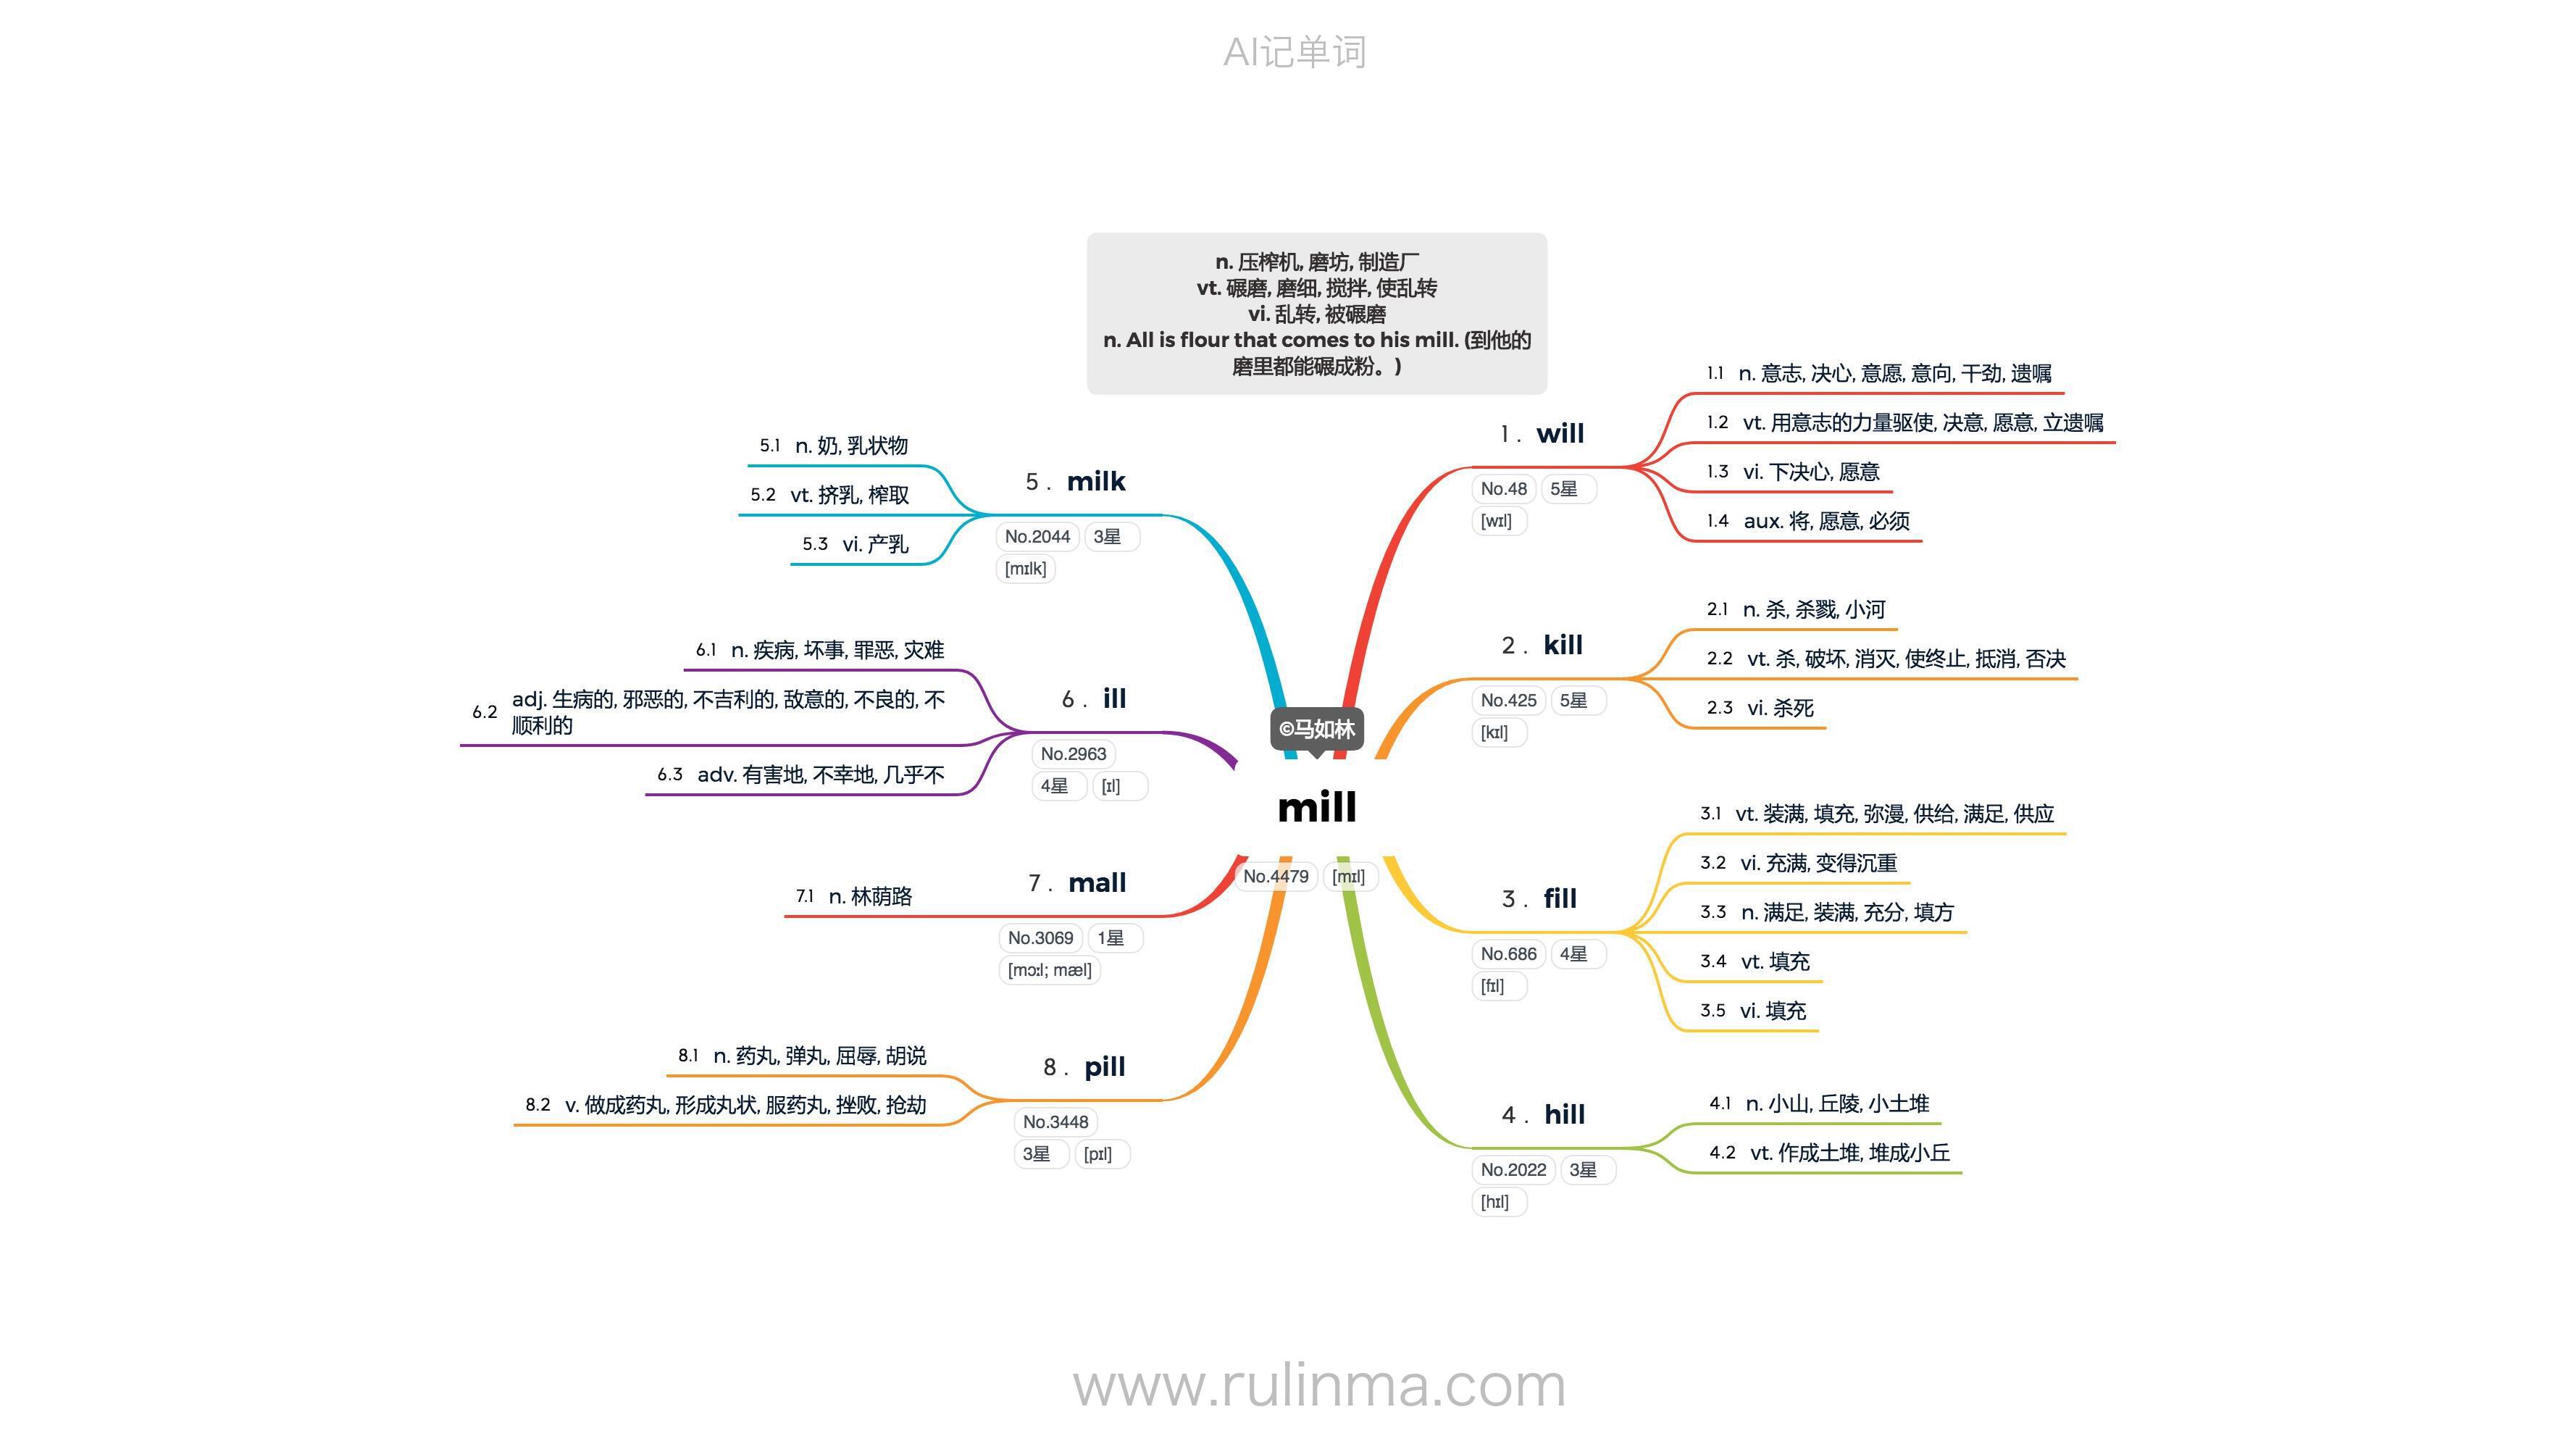 AI记单词
n. 压榨机, 磨坊, 制造厂
vt. 碾磨, 磨细, 搅拌, 使乱转
vi. 乱转, 被碾磨
n. All is flour that comes to his mill. (到他的
磨里都能碾成粉。)
©马如林
mill
No.4479 [mɪl]
1. will
No.48 5星
[wɪl]
1.1 n. 意志, 决心, 意愿, 意向, 干劲, 遗嘱
1.2 vt. 用意志的力量驱使, 决意, 愿意, 立遗嘱
1.3 vi. 下决心, 愿意
1.4 aux. 将, 愿意, 必须
2. kill
No.425 5星
[kɪl]
2.1 n. 杀, 杀戮, 小河
2.2 vt. 杀, 破坏, 消灭, 使终止, 抵消, 否决
2.3 vi. 杀死
3. fill
No.686 4星
[fɪl]
3.1 vt. 装满, 填充, 弥漫, 供给, 满足, 供应
3.2 vi. 充满, 变得沉重
3.3 n. 满足, 装满, 充分, 填方
3.4 vt. 填充
3.5 vi. 填充
4. hill
No.2022 3星
[hɪl]
4.1 n. 小山, 丘陵, 小土堆
4.2 vt. 作成土堆, 堆成小丘
5. milk
No.2044 3星
[mɪlk]
5.1 n. 奶, 乳状物
5.2 vt. 挤乳, 榨取
5.3 vi. 产乳
6. ill
No.2963
4星 [ɪl]
6.1 n. 疾病, 坏事, 罪恶, 灾难
6.2 adj. 生病的, 邪恶的, 不吉利的, 敌意的, 不良的, 不
顺利的
6.3 adv. 有害地, 不幸地, 几乎不
7. mall
No.3069 1星
[mɔːl; mæl]
7.1 n. 林荫路
8. pill
No.3448
3星 [pɪl]
8.1 n. 药丸, 弹丸, 屈辱, 胡说
8.2 v. 做成药丸, 形成丸状, 服药丸, 挫败, 抢劫
www.rulinma.com